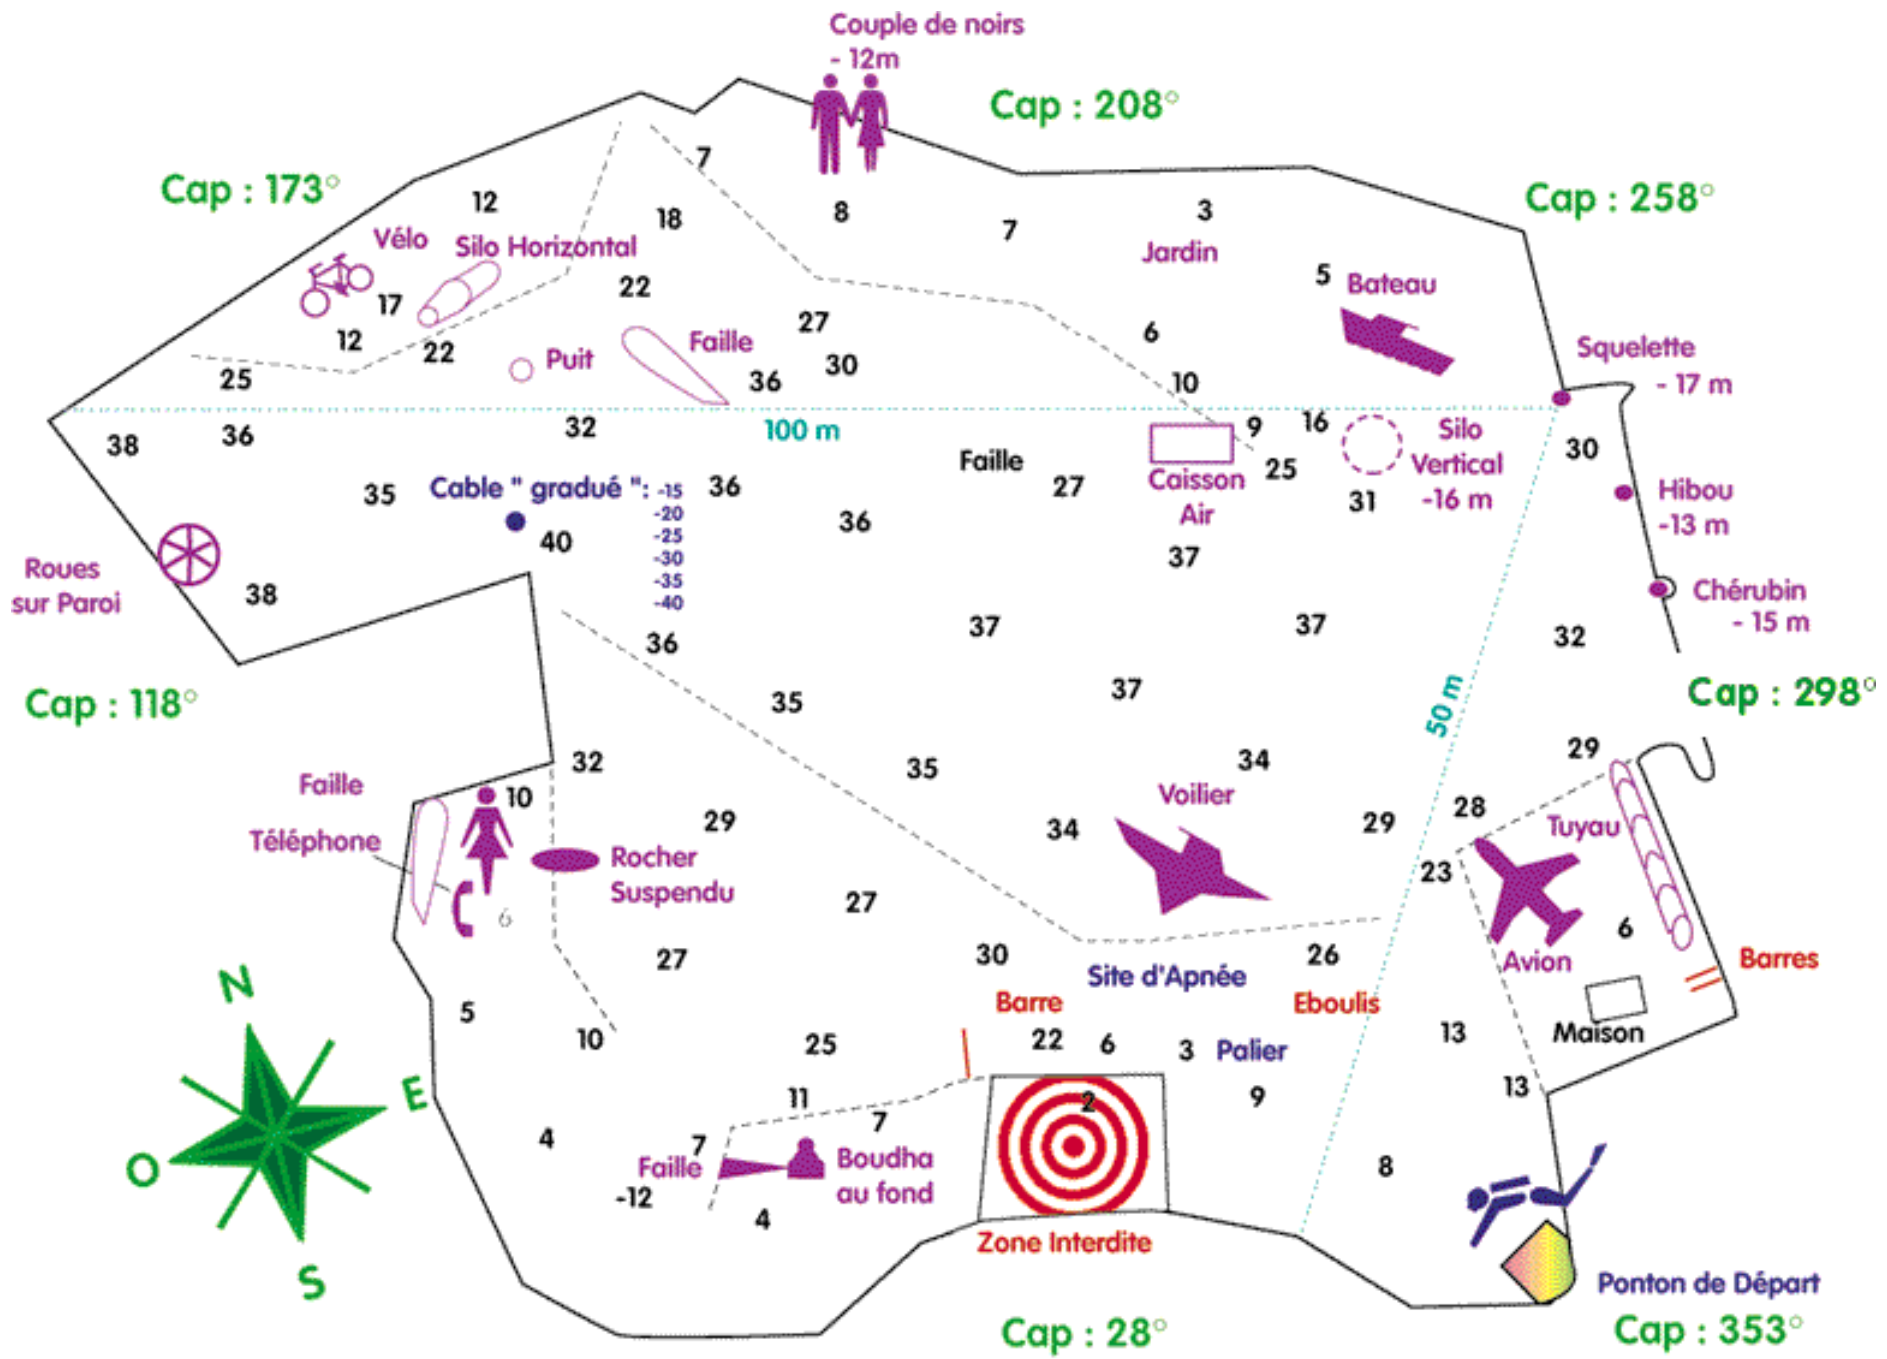 Couple de noirs
- 12m
Cap : 208°
7
Cap : 173°
Cap : 258°
12
18
8
7
3
Vélo
Silo Horizontal
Jardin
17
22
5
Bateau
12
22
27
6
Faille
Puit
30
Squelette
- 17 m
25
36
10
38
36
32
100 m
9
16
Silo
Vertical
-16 m
30
Faille
27
Caisson
Air
25
31
35
Cable " gradué ":
-15
-20
-25
-30
-35
-40
36
36
Hibou
-13 m
40
37
Roues
sur Paroi
38
Chérubin
- 15 m
36
37
37
32
Cap : 118°
35
37
50 m
Cap : 298°
32
35
34
29
Faille
10
Voilier
28
Téléphone
29
34
29
Tuyau
Rocher
Suspendu
23
6
27
6
27
30
Site d'Apnée
26
Avion
Barres
N
5
Barre
Eboulis
10
25
22
6
3
Palier
13
Maison
E
11
7
2
9
13
O
4
7
Faille
Boudha
au fond
8
-12
4
S
Zone Interdite
Ponton de Départ
Cap : 28°
Cap : 353°